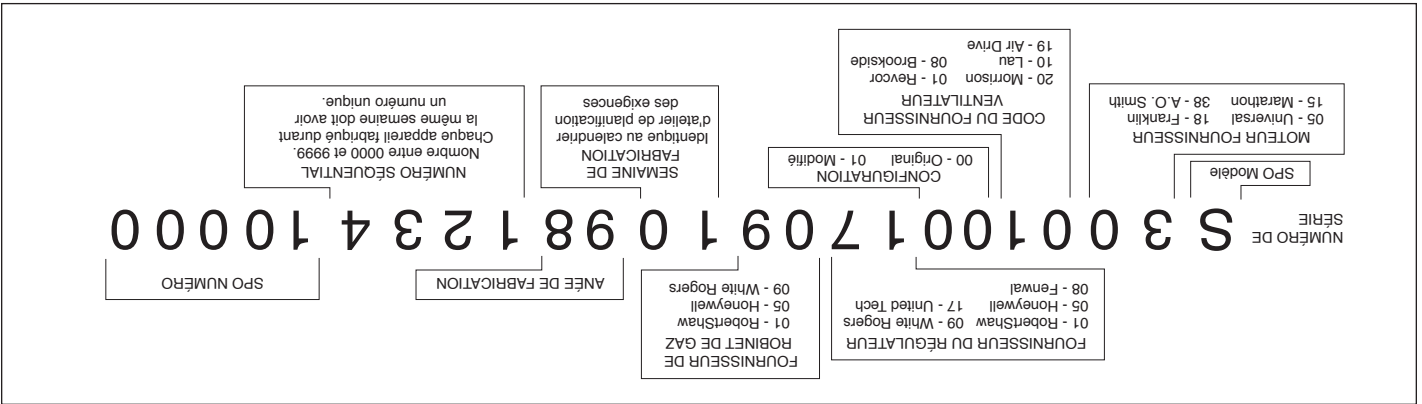 FOURNISSEUR DU RÉGULATEUR
01 - RobertShaw 09 - White Rogers
05 - Honeywell 17 - United Tech
08 - Fenwal
FOURNISSEUR DE
ROBINET DE GAZ
01 - RobertShaw
05 - Honeywell
09 - White Rogers
ANÉE DE FABRICATION
SPO NUMÉRO
NUMÉRO DE
SÉRIE
S 3 0 0 1 0 0 1 7 0 9 1 0 9 8 1 2 3 4 1 0 0 0 0
SPO Modèle
MOTEUR FOURNISSEUR
05 - Universal 18 - Franklin
15 - Marathon 38 - A.O. Smith
CONFIGURATION
00 - Original 01 - Modifié
CODE DU FOURNISSEUR
VENTILATEUR
20 - Morrison 01 - Revcor
10 - Lau 08 - Brookside
19 - Air Drive
SEMAINE DE
FABRICATION
Identique au calendrier
d'atelier de planification
des exigences
NUMÉRO SÉQUENTIAL
Nombre entre 0000 et 9999.
Chaque appareil fabriqué durant
la même semaine doit avoir
un numéro unique.